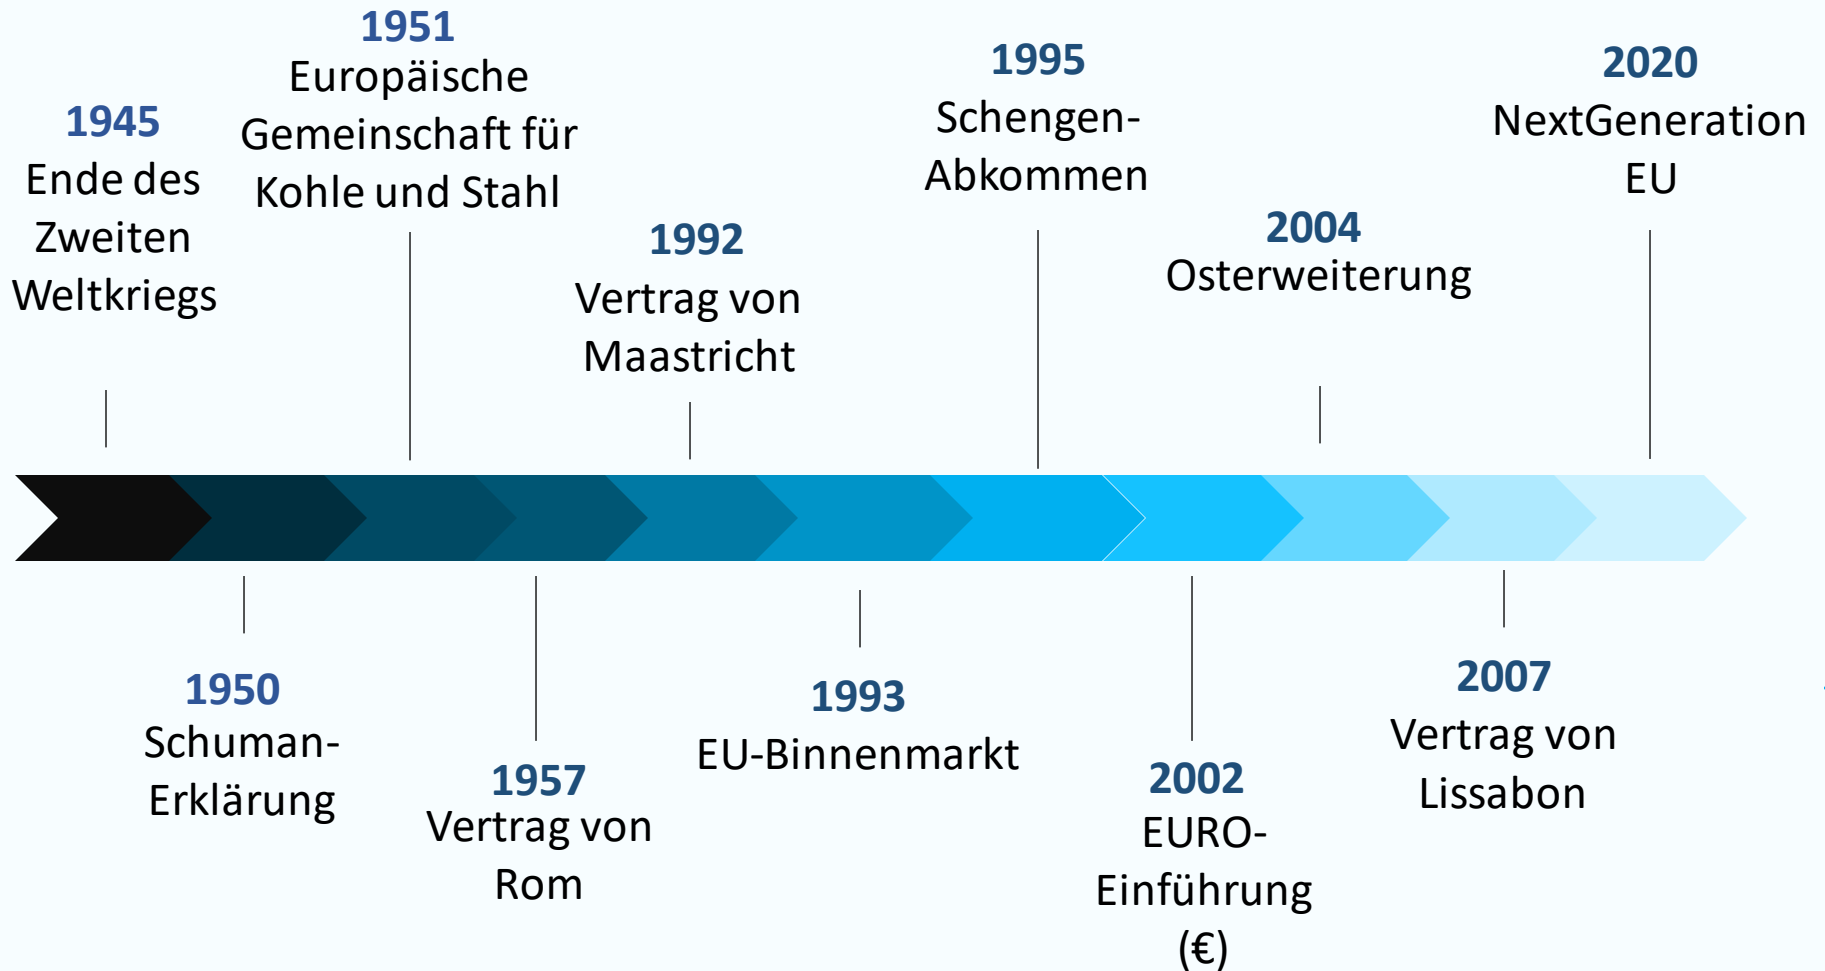 1945
Ende des
Zweiten
Weltkriegs
1950
Schuman-
Erklärung
1951
Europäische
Gemeinschaft für
Kohle und Stahl
1957
Vertrag von
Rom
1992
Vertrag von
Maastricht
1993
EU-Binnenmarkt
1995
Schengen-
Abkommen
2002
EURO-
Einführung
(€)
2004
Osterweiterung
2007
Vertrag von
Lissabon
2020
NextGeneration
EU